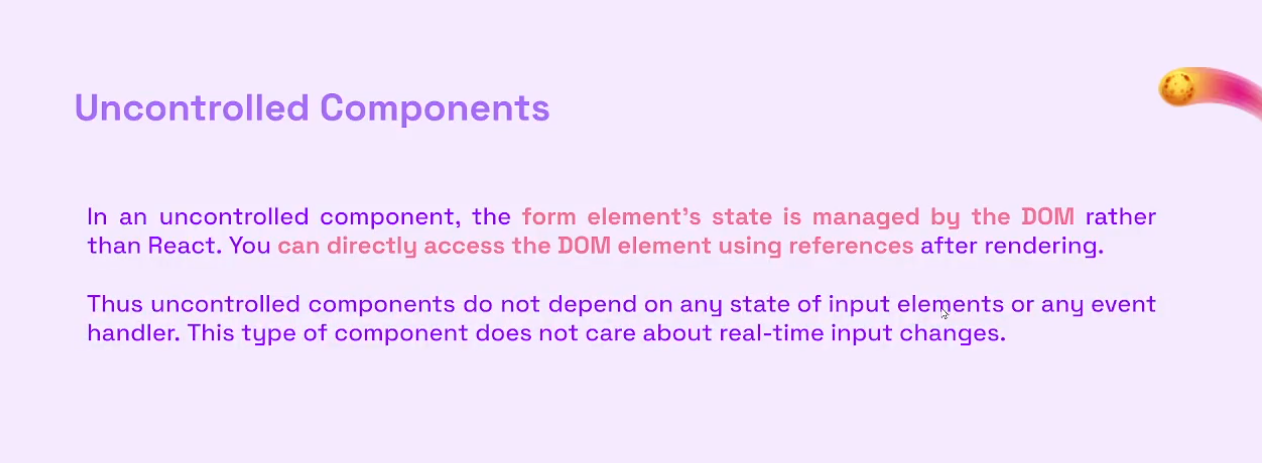 Uncontrolled Components
In an uncontrolled component, the form element's state is managed by the DOM rather
than React. You can directly access the DOM element using references after rendering.
Thus uncontrolled components do not depend on any state of input elements or any event
handler. This type of component does not care about real-time input changes.